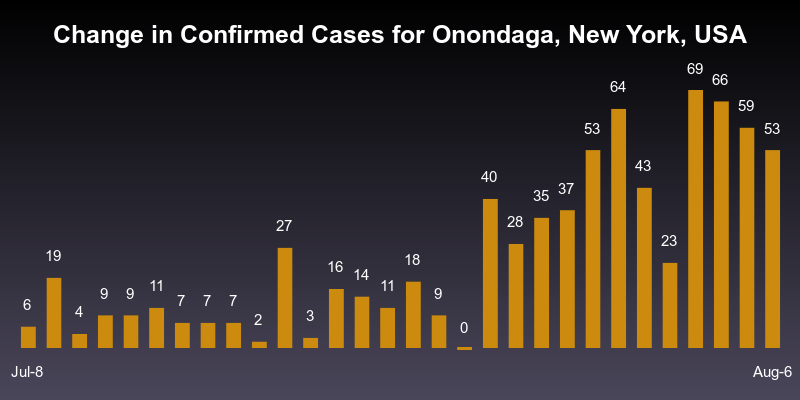 Change in Confirmed Cases for Onondaga, New York, USA
6 19 4 9 9 11 7 7 7 2 27 3 16 14 11 18 9 0 40 28 35 37 53 64 43 23 69 66 59 53
Jul-8 Aug-6